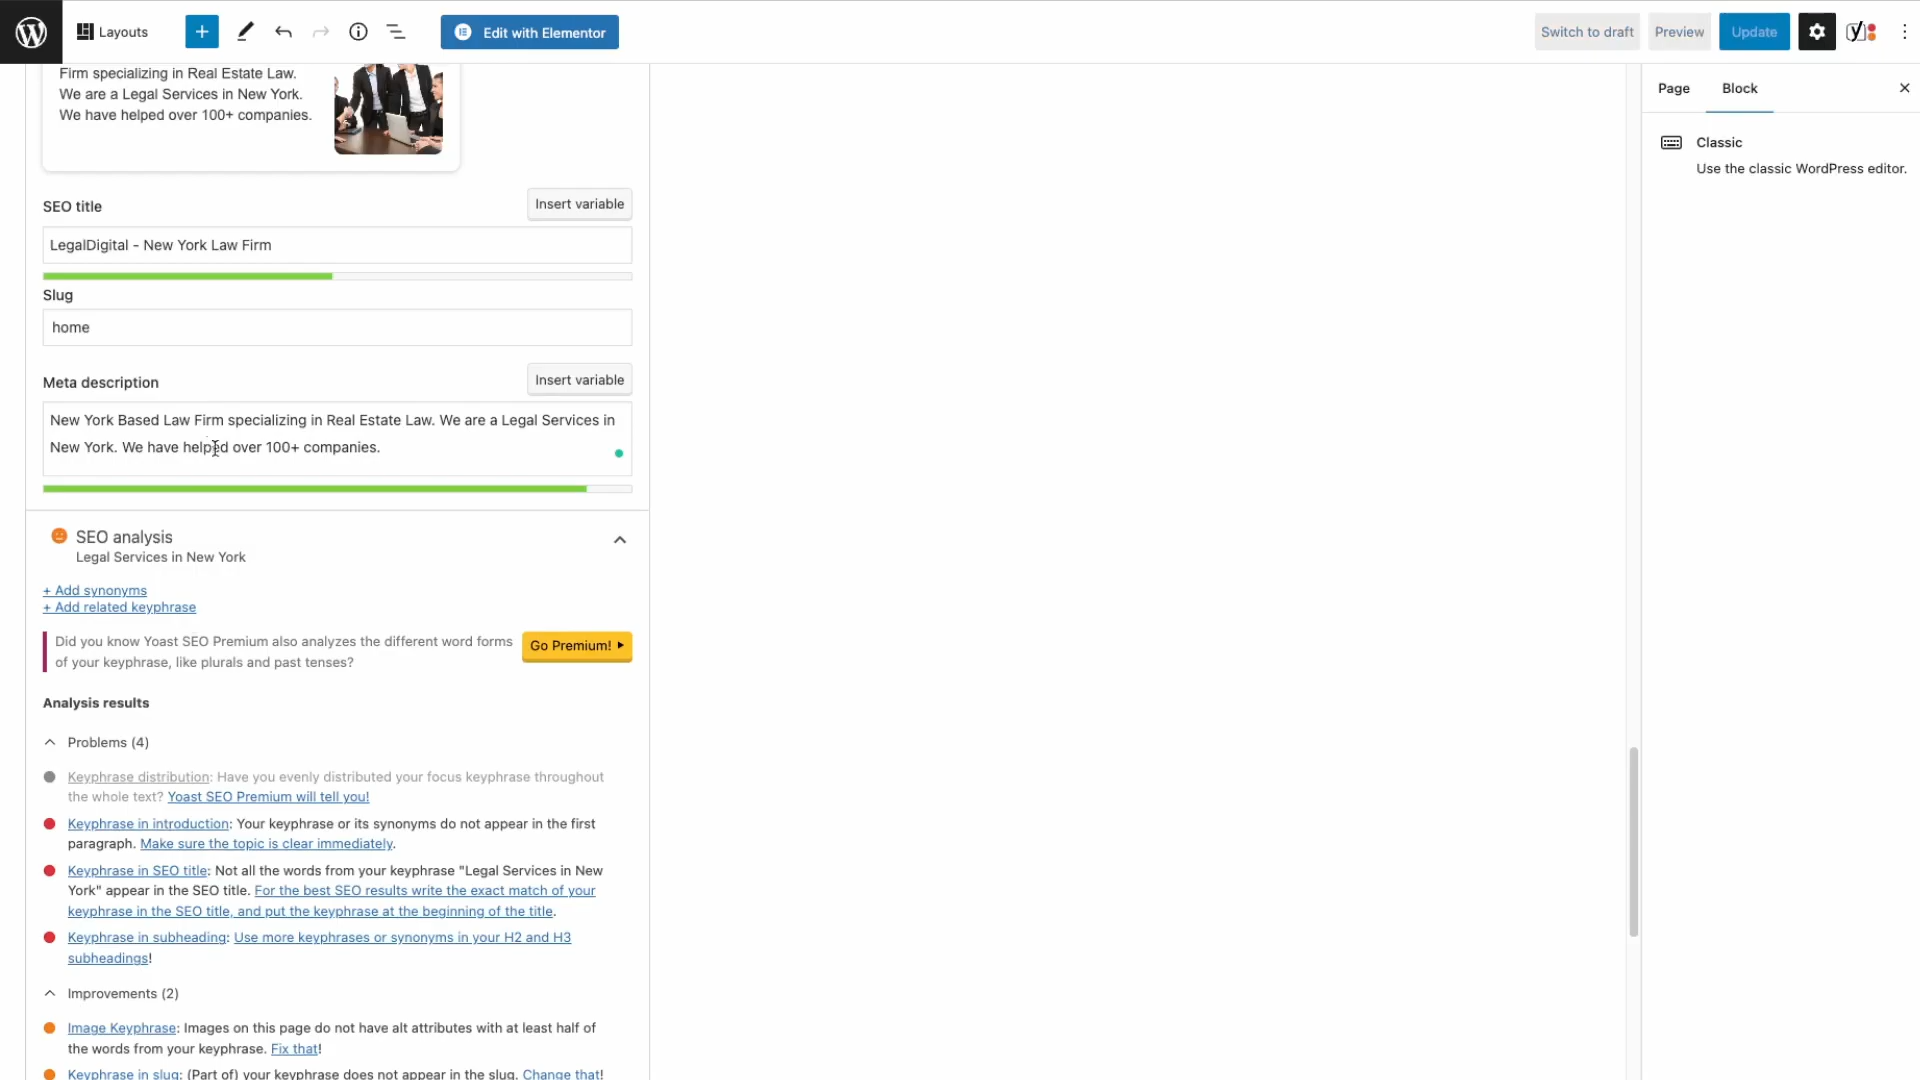 Layouts
Edit with Elementor
Switch to draft
Preview
Update
Firm specializing in Real Estate Law.
We are a Legal Services in New York.
We have helped over 100+ companies.
Page
Block
Classic
Use the classic WordPress editor.
SEO title
Insert variable
LegalDigital - New York Law Firm
Slug
home
Meta description
Insert variable
New York Based Law Firm specializing in Real Estate Law. We are a Legal Services in
New York. We have helped over 100+ companies.
SEO analysis
Legal Services in New York
+ Add synonyms
+ Add related keyphrase
Did you know Yoast SEO Premium also analyzes the different word forms
of your keyphrase, like plurals and past tenses?
Go Premium!
Analysis results
Problems (4)
Keyphrase distribution: Have you evenly distributed your focus keyphrase throughout
the whole text? Yoast SEO Premium will tell you!
Keyphrase in introduction: Your keyphrase or its synonyms do not appear in the first
paragraph. Make sure the topic is clear immediately.
Keyphrase in SEO title: Not all the words from your keyphrase "Legal Services in New
York" appear in the SEO title. For the best SEO results write the exact match of your
keyphrase in the SEO title, and put the keyphrase at the beginning of the title.
Keyphrase in subheading: Use more keyphrases or synonyms in your H2 and H3
subheadings!
Improvements (2)
Image Keyphrase: Images on this page do not have alt attributes with at least half of
the words from your keyphrase. Fix that!
Keyphrase in slug: (Part of) your keyphrase does not appear in the slug. Change that!